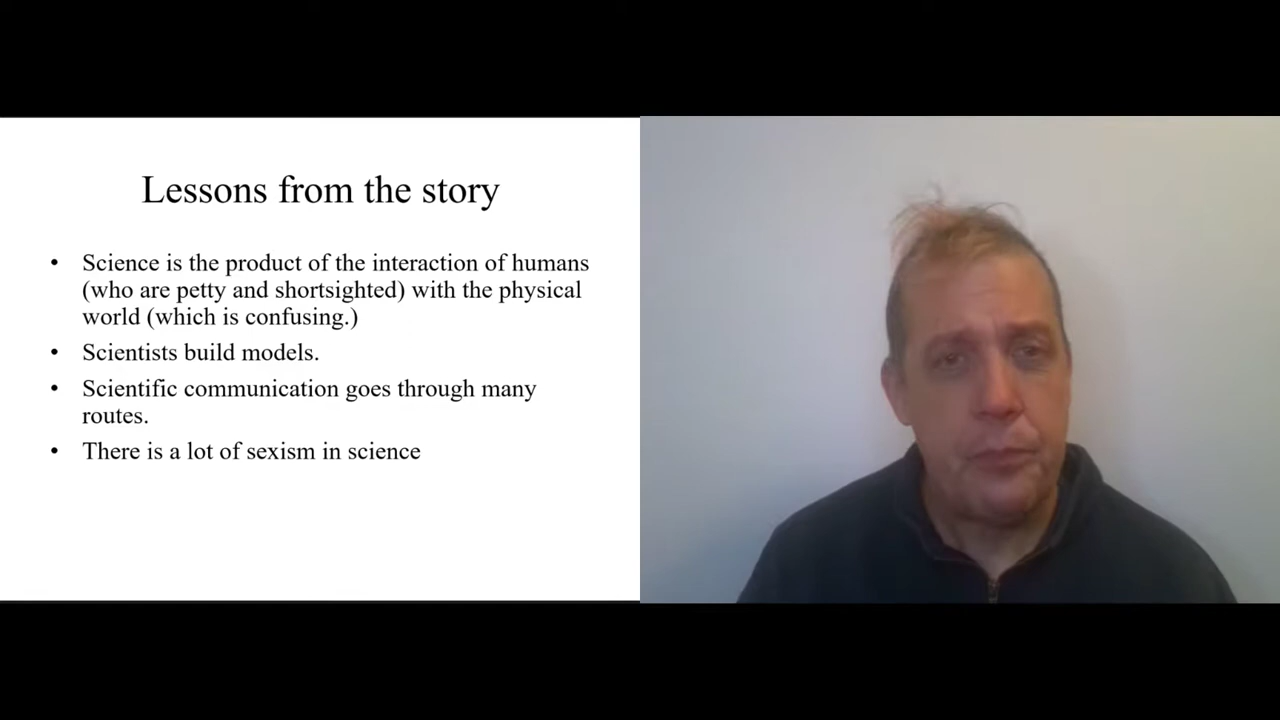 Lessons from the story
• Science is the product of the interaction of humans
(who are petty and shortsighted) with the physical
world (which is confusing.)
• Scientists build models.
• Scientific communication goes through many
routes.
• There is a lot of sexism in science